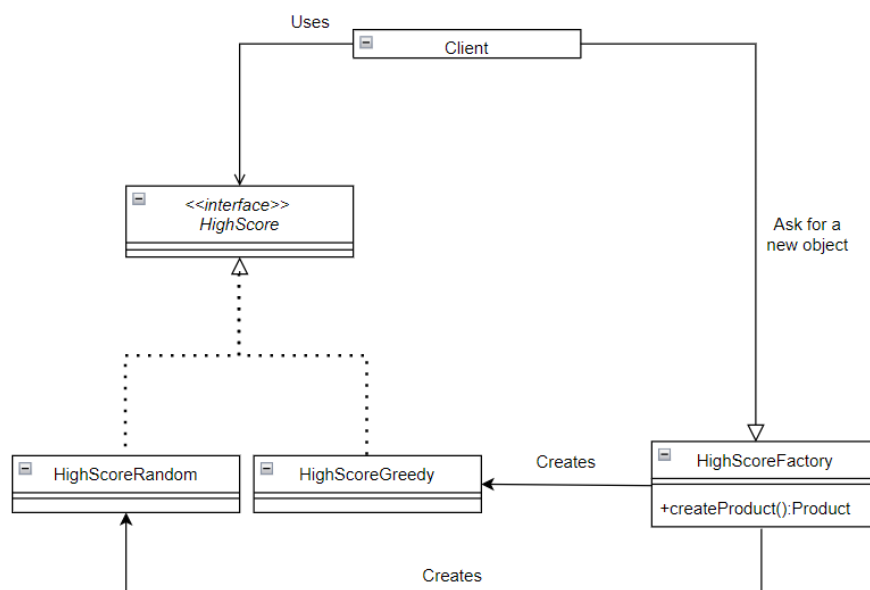 Uses
Client
<<interface>>
HighScore
Ask for a
new object
HighScoreRandom
HighScoreGreedy
Creates
HighScoreFactory
+createProduct():Product
Creates